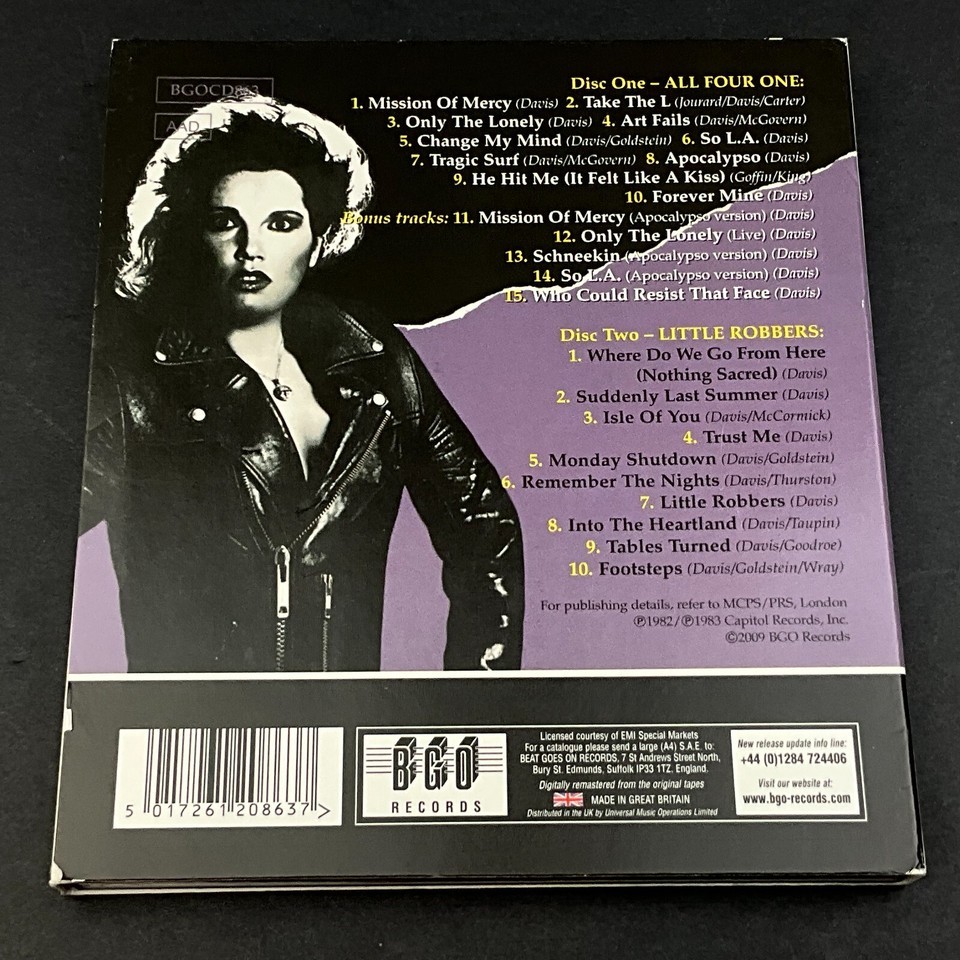 BGOCD863
AAD
Disc One – ALL FOUR ONE:
1. Mission Of Mercy (Davis) 2. Take The L (Jourard/Davis/Carter)
3. Only The Lonely (Davis) 4. Art Fails (Davis/McGovern)
5. Change My Mind (Davis/Goldstein) 6. So L.A. (Davis)
7. Tragic Surf (Davis/McGovern) 8. Apocalypso (Davis)
9. He Hit Me (It Felt Like A Kiss) (Goffin/King)
10. Forever Mine (Davis)
Bonus tracks: 11. Mission Of Mercy (Apocalypso version) (Davis)
12. Only The Lonely (Live) (Davis)
13. Schneekin (Apocalypso version) (Davis)
14. So L.A. (Apocalypso version) (Davis)
15. Who Could Resist That Face (Davis)
Disc Two – LITTLE ROBBERS:
1. Where Do We Go From Here
(Nothing Sacred) (Davis)
2. Suddenly Last Summer (Davis)
3. Isle Of You (Davis/McCormick)
4. Trust Me (Davis)
5. Monday Shutdown (Davis/Goldstein)
6. Remember The Nights (Davis/Thurston)
7. Little Robbers (Davis)
8. Into The Heartland (Davis/Taupin)
9. Tables Turned (Davis/Goodroe)
10. Footsteps (Davis/Goldstein/Wray)
For publishing details, refer to MCPS/PRS, London
℗1982/℗1983 Capitol Records, Inc.
©2009 BGO Records
5 017261 208637 >
BGO
RECORDS
Licensed courtesy of EMI Special Markets
For a catalogue please send a large (A4) S.A.E. to:
BEAT GOES ON RECORDS, 7 St Andrews Street North,
Bury St. Edmunds, Suffolk IP33 1TZ. England.
Digitally remastered from the original tapes
MADE IN GREAT BRITAIN
Distributed in the UK by Universal Music Operations Limited
New release update info line:
+44 (0)1284 724406
Visit our website at:
www.bgo-records.com